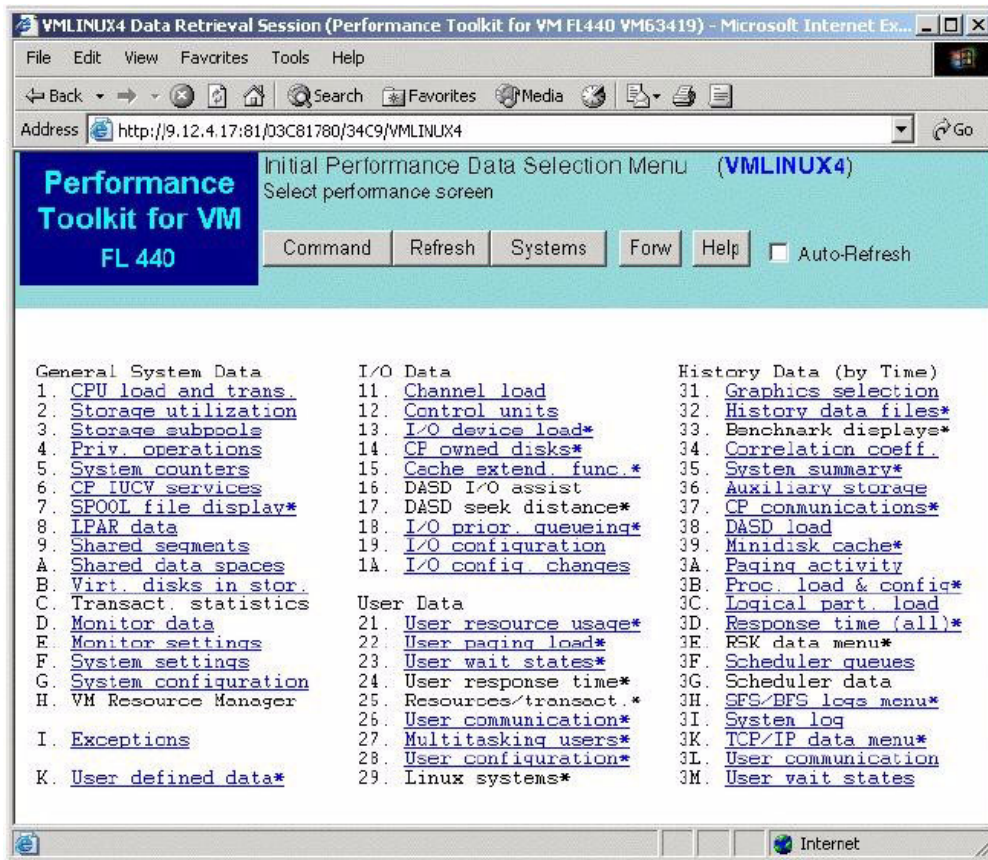 VMLINUX4 Data Retrieval Session (Performance Toolkit for VM FL440 VM63419) - Microsoft Internet Ex...
File Edit View Favorites Tools Help
Back Search Favorites Media
Address http://9.12.4.17:81/03C81780/34C9/VMLINUX4 Go
Performance Toolkit for VM FL 440
Initial Performance Data Selection Menu (VMLINUX4)
Select performance screen
Command Refresh Systems Forw Help Auto-Refresh
General System Data
1. CPU load and trans.
2. Storage utilization
3. Storage subpools
4. Priv. operations
5. System counters
6. CP IUCV services
7. SPOOL file display*
8. LPAR data
9. Shared segments
A. Shared data spaces
B. Virt. disks in stor.
C. Transact. statistics
D. Monitor data
E. Monitor settings
F. System settings
G. System configuration
H. VM Resource Manager
I. Exceptions
K. User defined data*
I/O Data
11. Channel load
12. Control units
13. I/O device load*
14. CP owned disks*
15. Cache extend. func.*
16. DASD I/O assist
17. DASD seek distance*
18. I/O prior. queueing*
19. I/O configuration
1A. I/O config. changes
User Data
21. User resource usage*
22. User paging load*
23. User wait states*
24. User response time*
25. Resources/transact.*
26. User communication*
27. Multitasking users*
28. User configuration*
29. Linux systems*
History Data (by Time)
31. Graphics selection
32. History data files*
33. Benchmark displays*
34. Correlation coeff.
35. System summary*
36. Auxiliary storage
37. CP communications*
38. DASD load
39. Minidisk cache*
3A. Paging activity
3B. Proc. load & config*
3C. Logical part. load
3D. Response time (all)*
3E. RSK data menu*
3F. Scheduler queues
3G. Scheduler data
3H. SFS/BFS logs menu*
3I. System log
3K. TCP/IP data menu*
3L. User communication
3M. User wait states
Internet